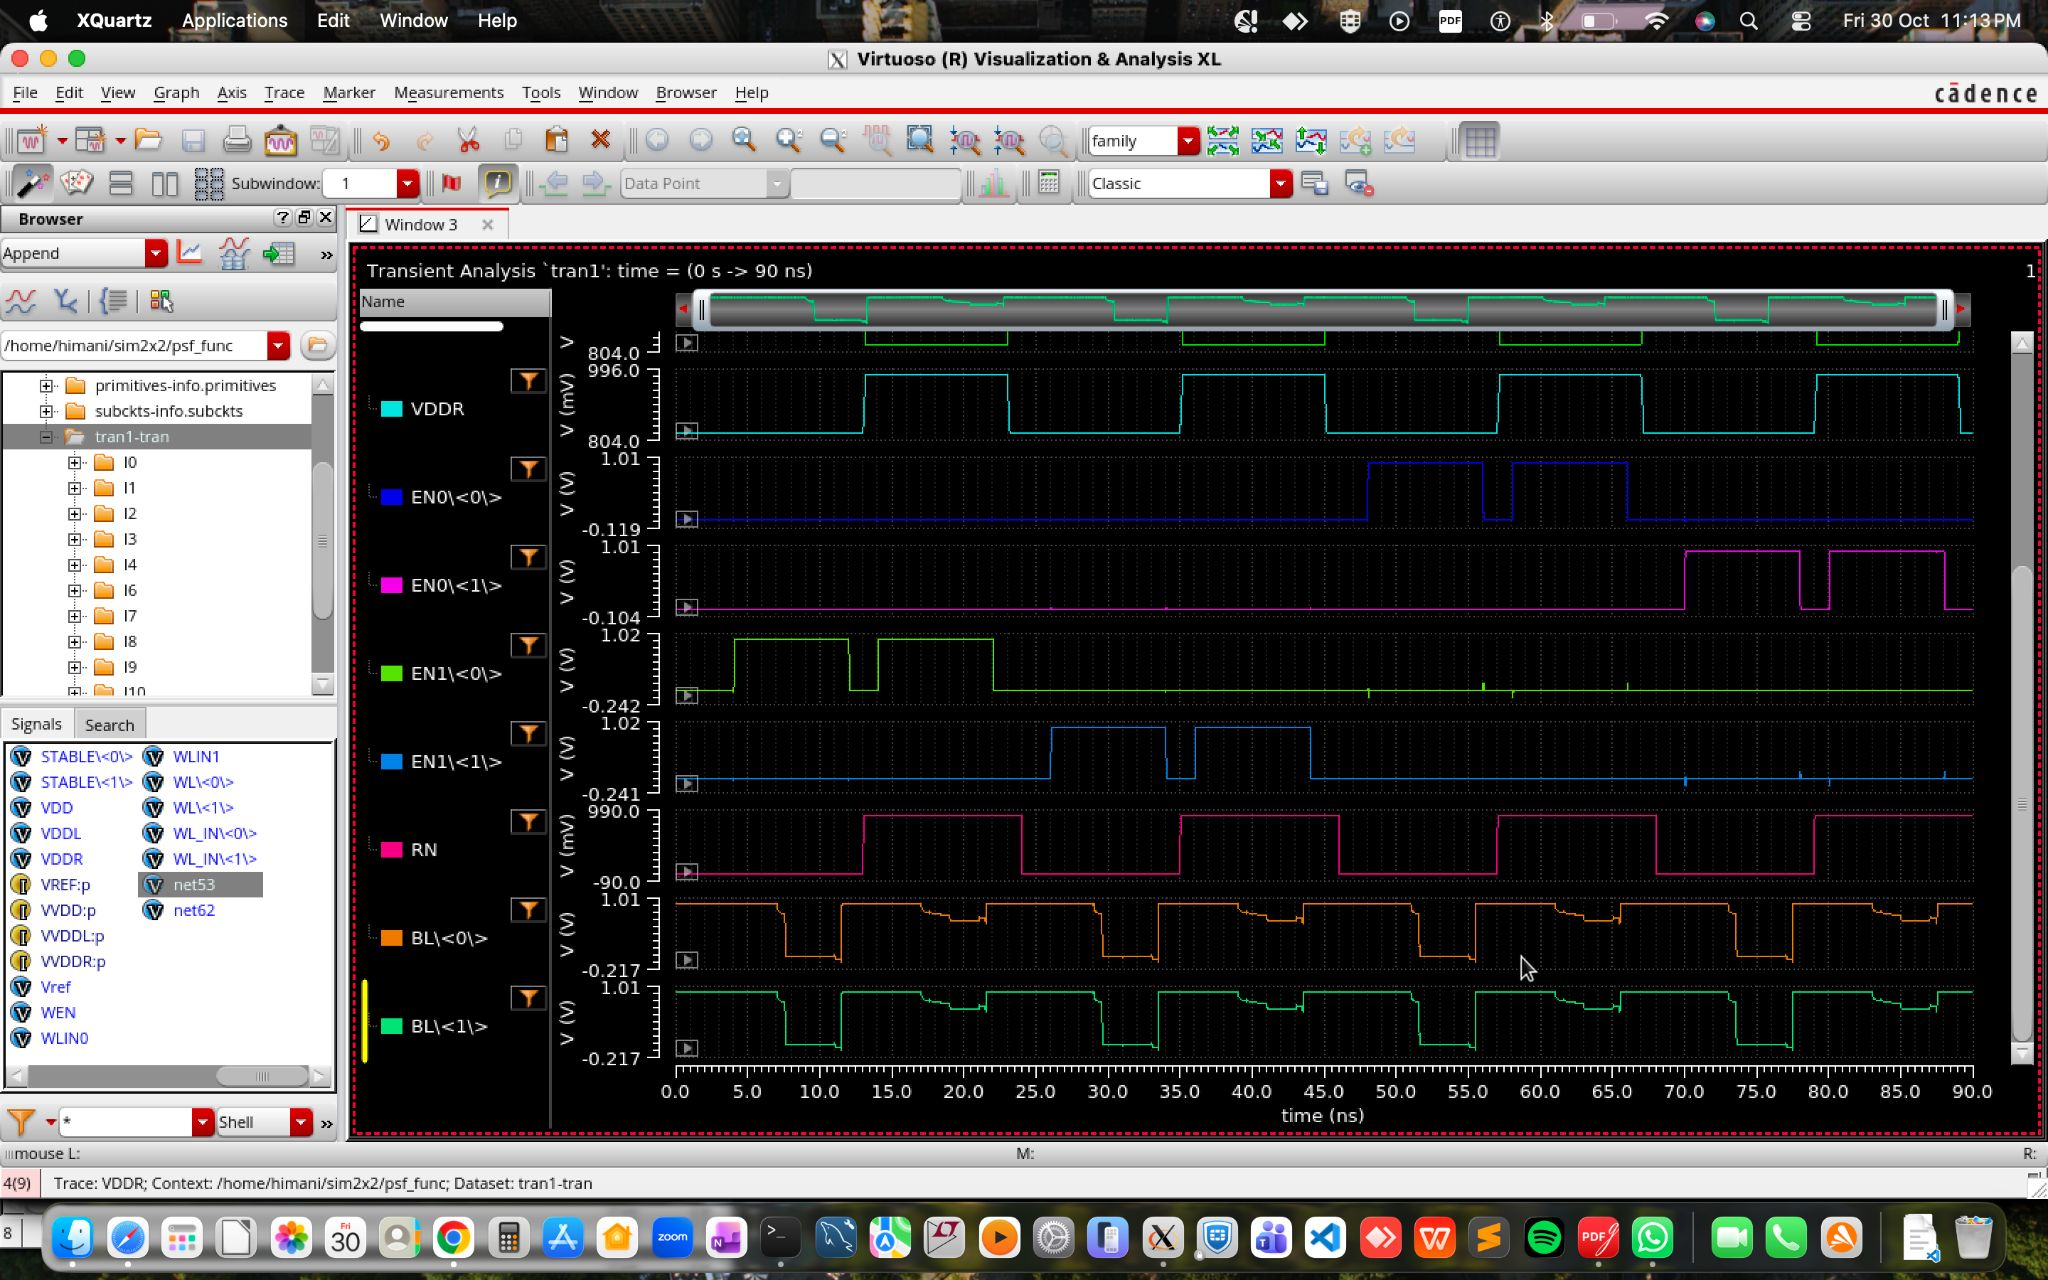 XQuartz Applications Edit Window Help
PDF
Fri 30 Oct 11:13 PM
Virtuoso (R) Visualization & Analysis XL
File Edit View Graph Axis Trace Marker Measurements Tools Window Browser Help
cādence
family
Subwindow: 1
Data Point
Classic
Browser
Window 3
Append
»
/home/himani/sim2x2/psf_func
primitives-info.primitives
subckts-info.subckts
tran1-tran
I0
I1
I2
I3
I4
I6
I7
I8
I9
I10
Signals Search
STABLE\<0\> WLIN1
STABLE\<1\> WL\<0\>
VDD WL\<1\>
VDDL WL_IN\<0\>
VDDR WL_IN\<1\>
VREF:p net53
VVDD:p net62
VVDDL:p
VVDDR:p
Vref
WEN
WLIN0
* Shell »
Transient Analysis `tran1': time = (0 s -> 90 ns)
1
Name
V
804.0
VDDR
V (mV)
996.0
804.0
EN0\<0\>
V (V)
1.01
-0.119
EN0\<1\>
V (V)
1.01
-0.104
EN1\<0\>
V (V)
1.02
-0.242
EN1\<1\>
V (V)
1.02
-0.241
RN
V (mV)
990.0
-90.0
BL\<0\>
V (V)
1.01
-0.217
BL\<1\>
V (V)
1.01
-0.217
0.0 5.0 10.0 15.0 20.0 25.0 30.0 35.0 40.0 45.0 50.0 55.0 60.0 65.0 70.0 75.0 80.0 85.0 90.0
time (ns)
mouse L: M: R:
4(9) Trace: VDDR; Context: /home/himani/sim2x2/psf_func; Dataset: tran1-tran
8
Fri
30
zoom
N
PDF